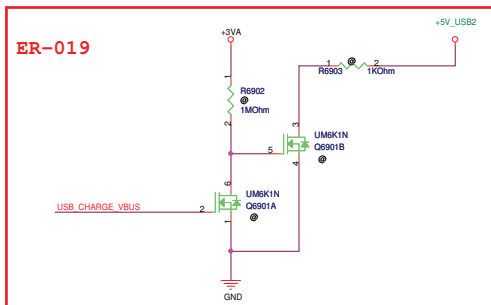 +5V_USB2
ER-019
+3VA
1 @ 2
R6903 1KOhm
1
R6902
@
1MOhm
2
3
UM6K1N
5
Q6901B
4
@
6
UM6K1N
USB_CHARGE_VBUS 2
Q6901A
1
@
GND